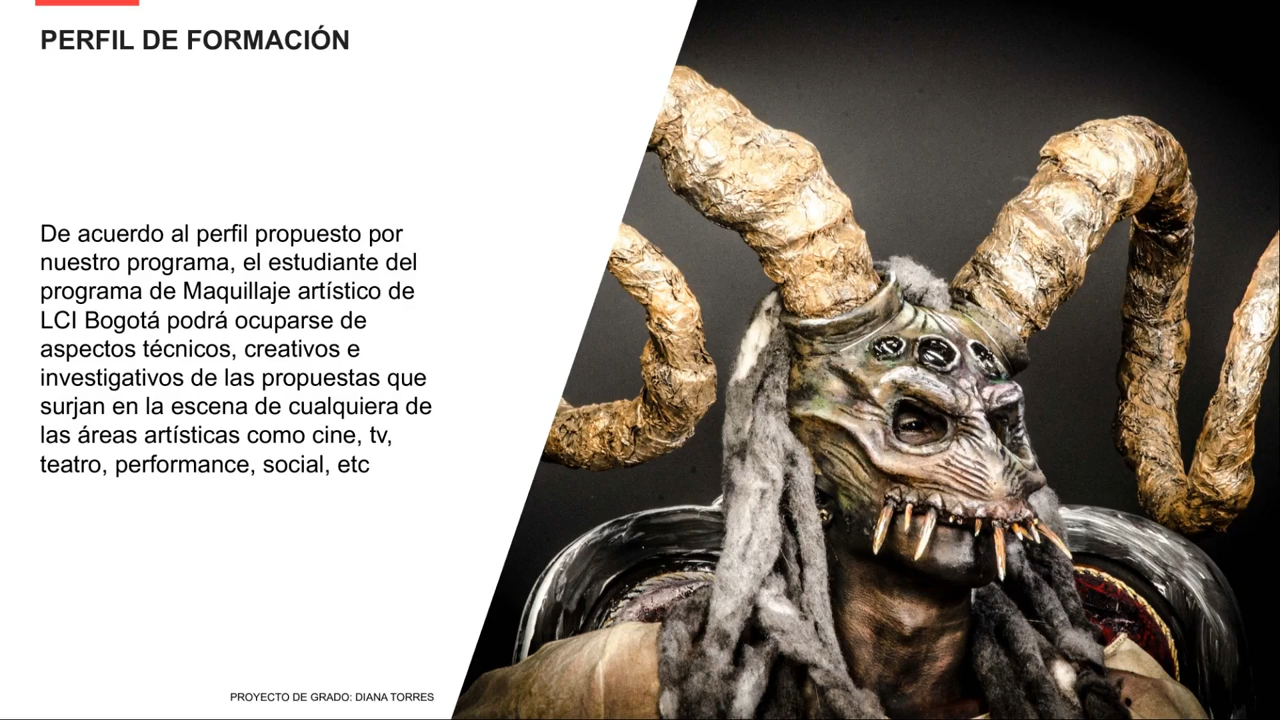 PERFIL DE FORMACIÓN
De acuerdo al perfil propuesto por
nuestro programa, el estudiante del
programa de Maquillaje artístico de
LCI Bogotá podrá ocuparse de
aspectos técnicos, creativos e
investigativos de las propuestas que
surjan en la escena de cualquiera de
las áreas artísticas como cine, tv,
teatro, performance, social, etc
PROYECTO DE GRADO: DIANA TORRES